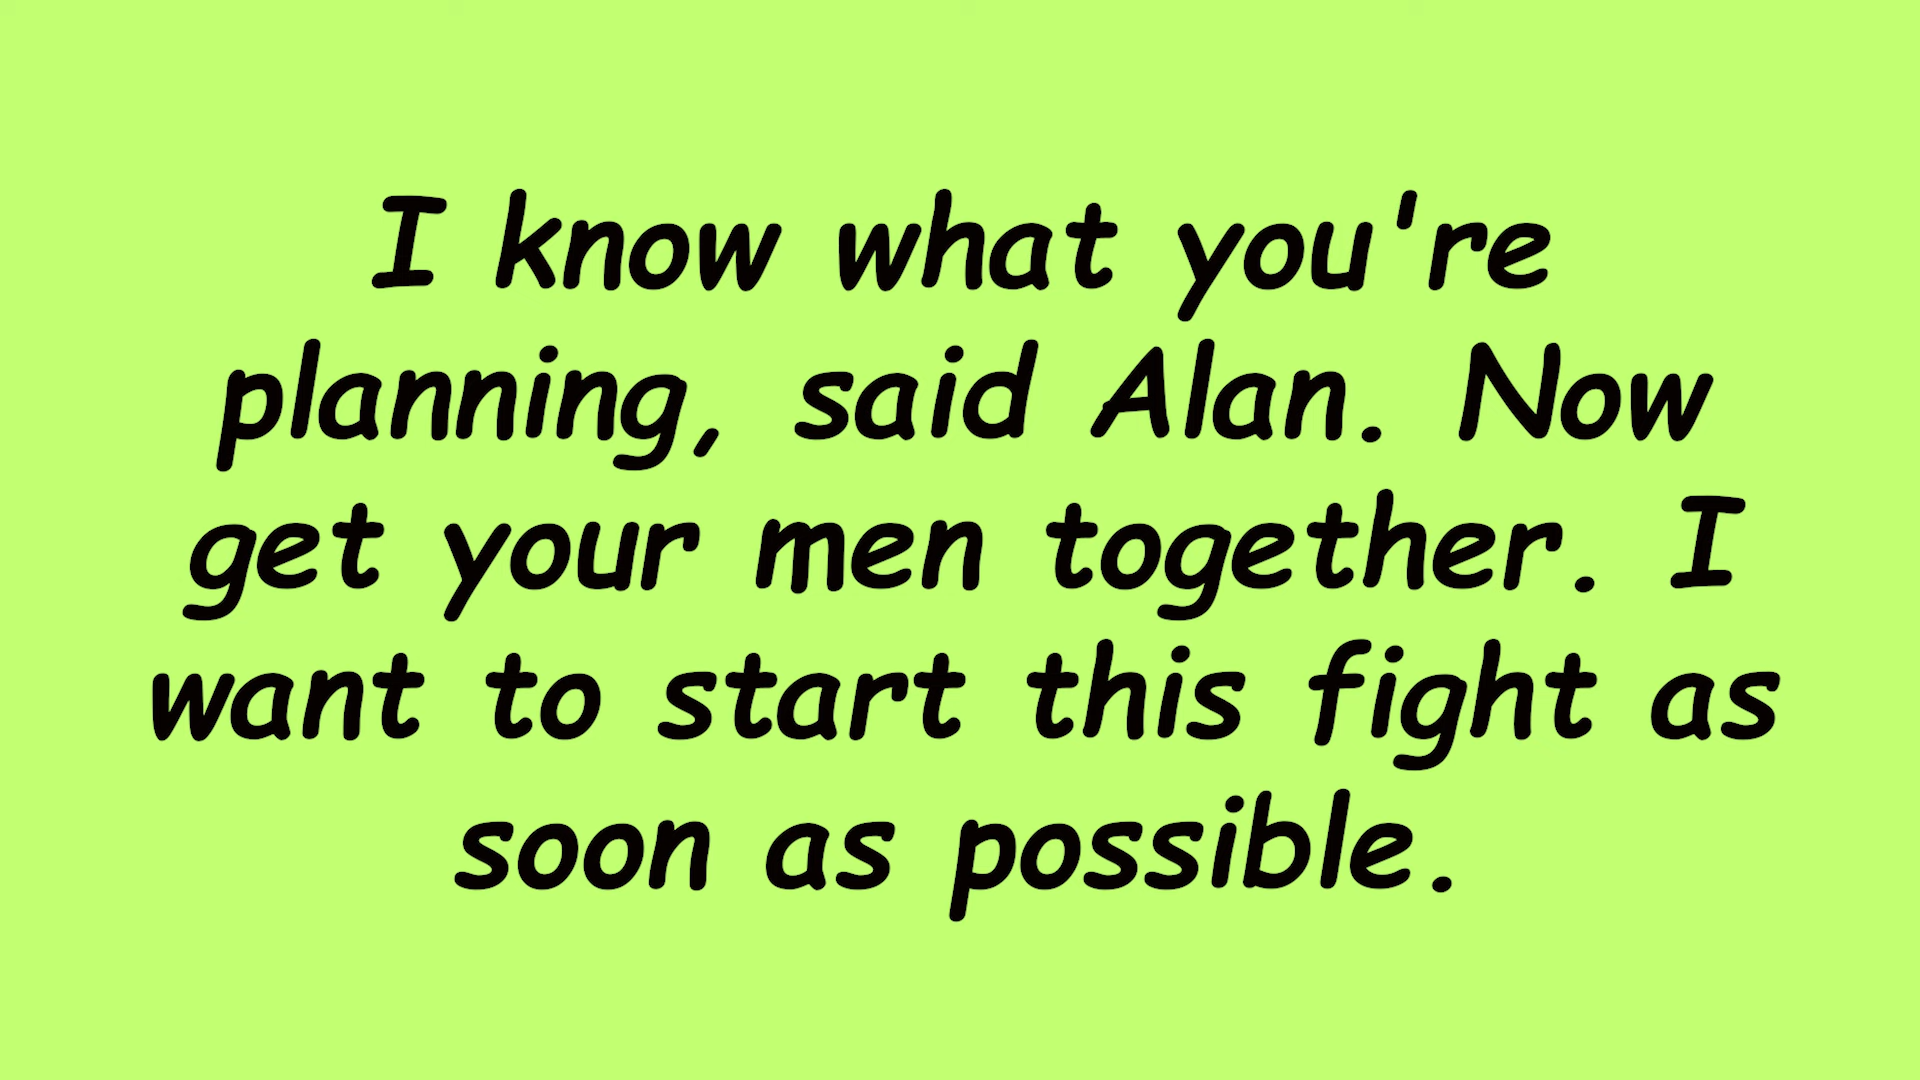 I know what you're
planning, said Alan. Now
get your men together. I
want to start this fight as
soon as possible.